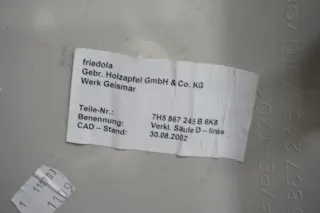 friedola
Gebr. Holzapfel GmbH & Co. KG
Werk Geismar
Teile-Nr.: 7H5 867 245 B 6K8
Benennung: Verkl. Säule D – links
CAD – Stand: 30.08.2002